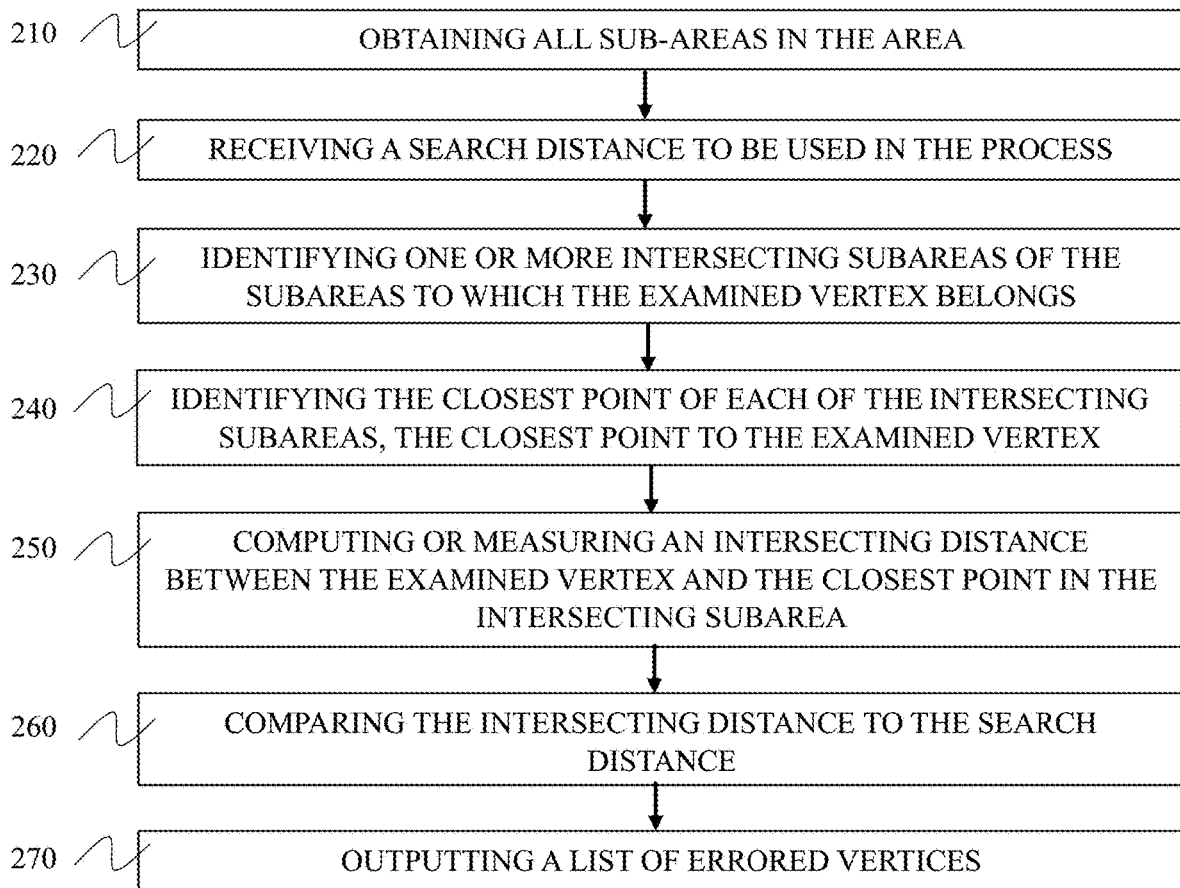 210
OBTAINING ALL SUB-AREAS IN THE AREA
220
RECEIVING A SEARCH DISTANCE TO BE USED IN THE PROCESS
230
IDENTIFYING ONE OR MORE INTERSECTING SUBAREAS OF THE
SUBAREAS TO WHICH THE EXAMINED VERTEX BELONGS
240
IDENTIFYING THE CLOSEST POINT OF EACH OF THE INTERSECTING
SUBAREAS, THE CLOSEST POINT TO THE EXAMINED VERTEX
250
COMPUTING OR MEASURING AN INTERSECTING DISTANCE
BETWEEN THE EXAMINED VERTEX AND THE CLOSEST POINT IN THE
INTERSECTING SUBAREA
260
COMPARING THE INTERSECTING DISTANCE TO THE SEARCH
DISTANCE
270
OUTPUTTING A LIST OF ERRORED VERTICES